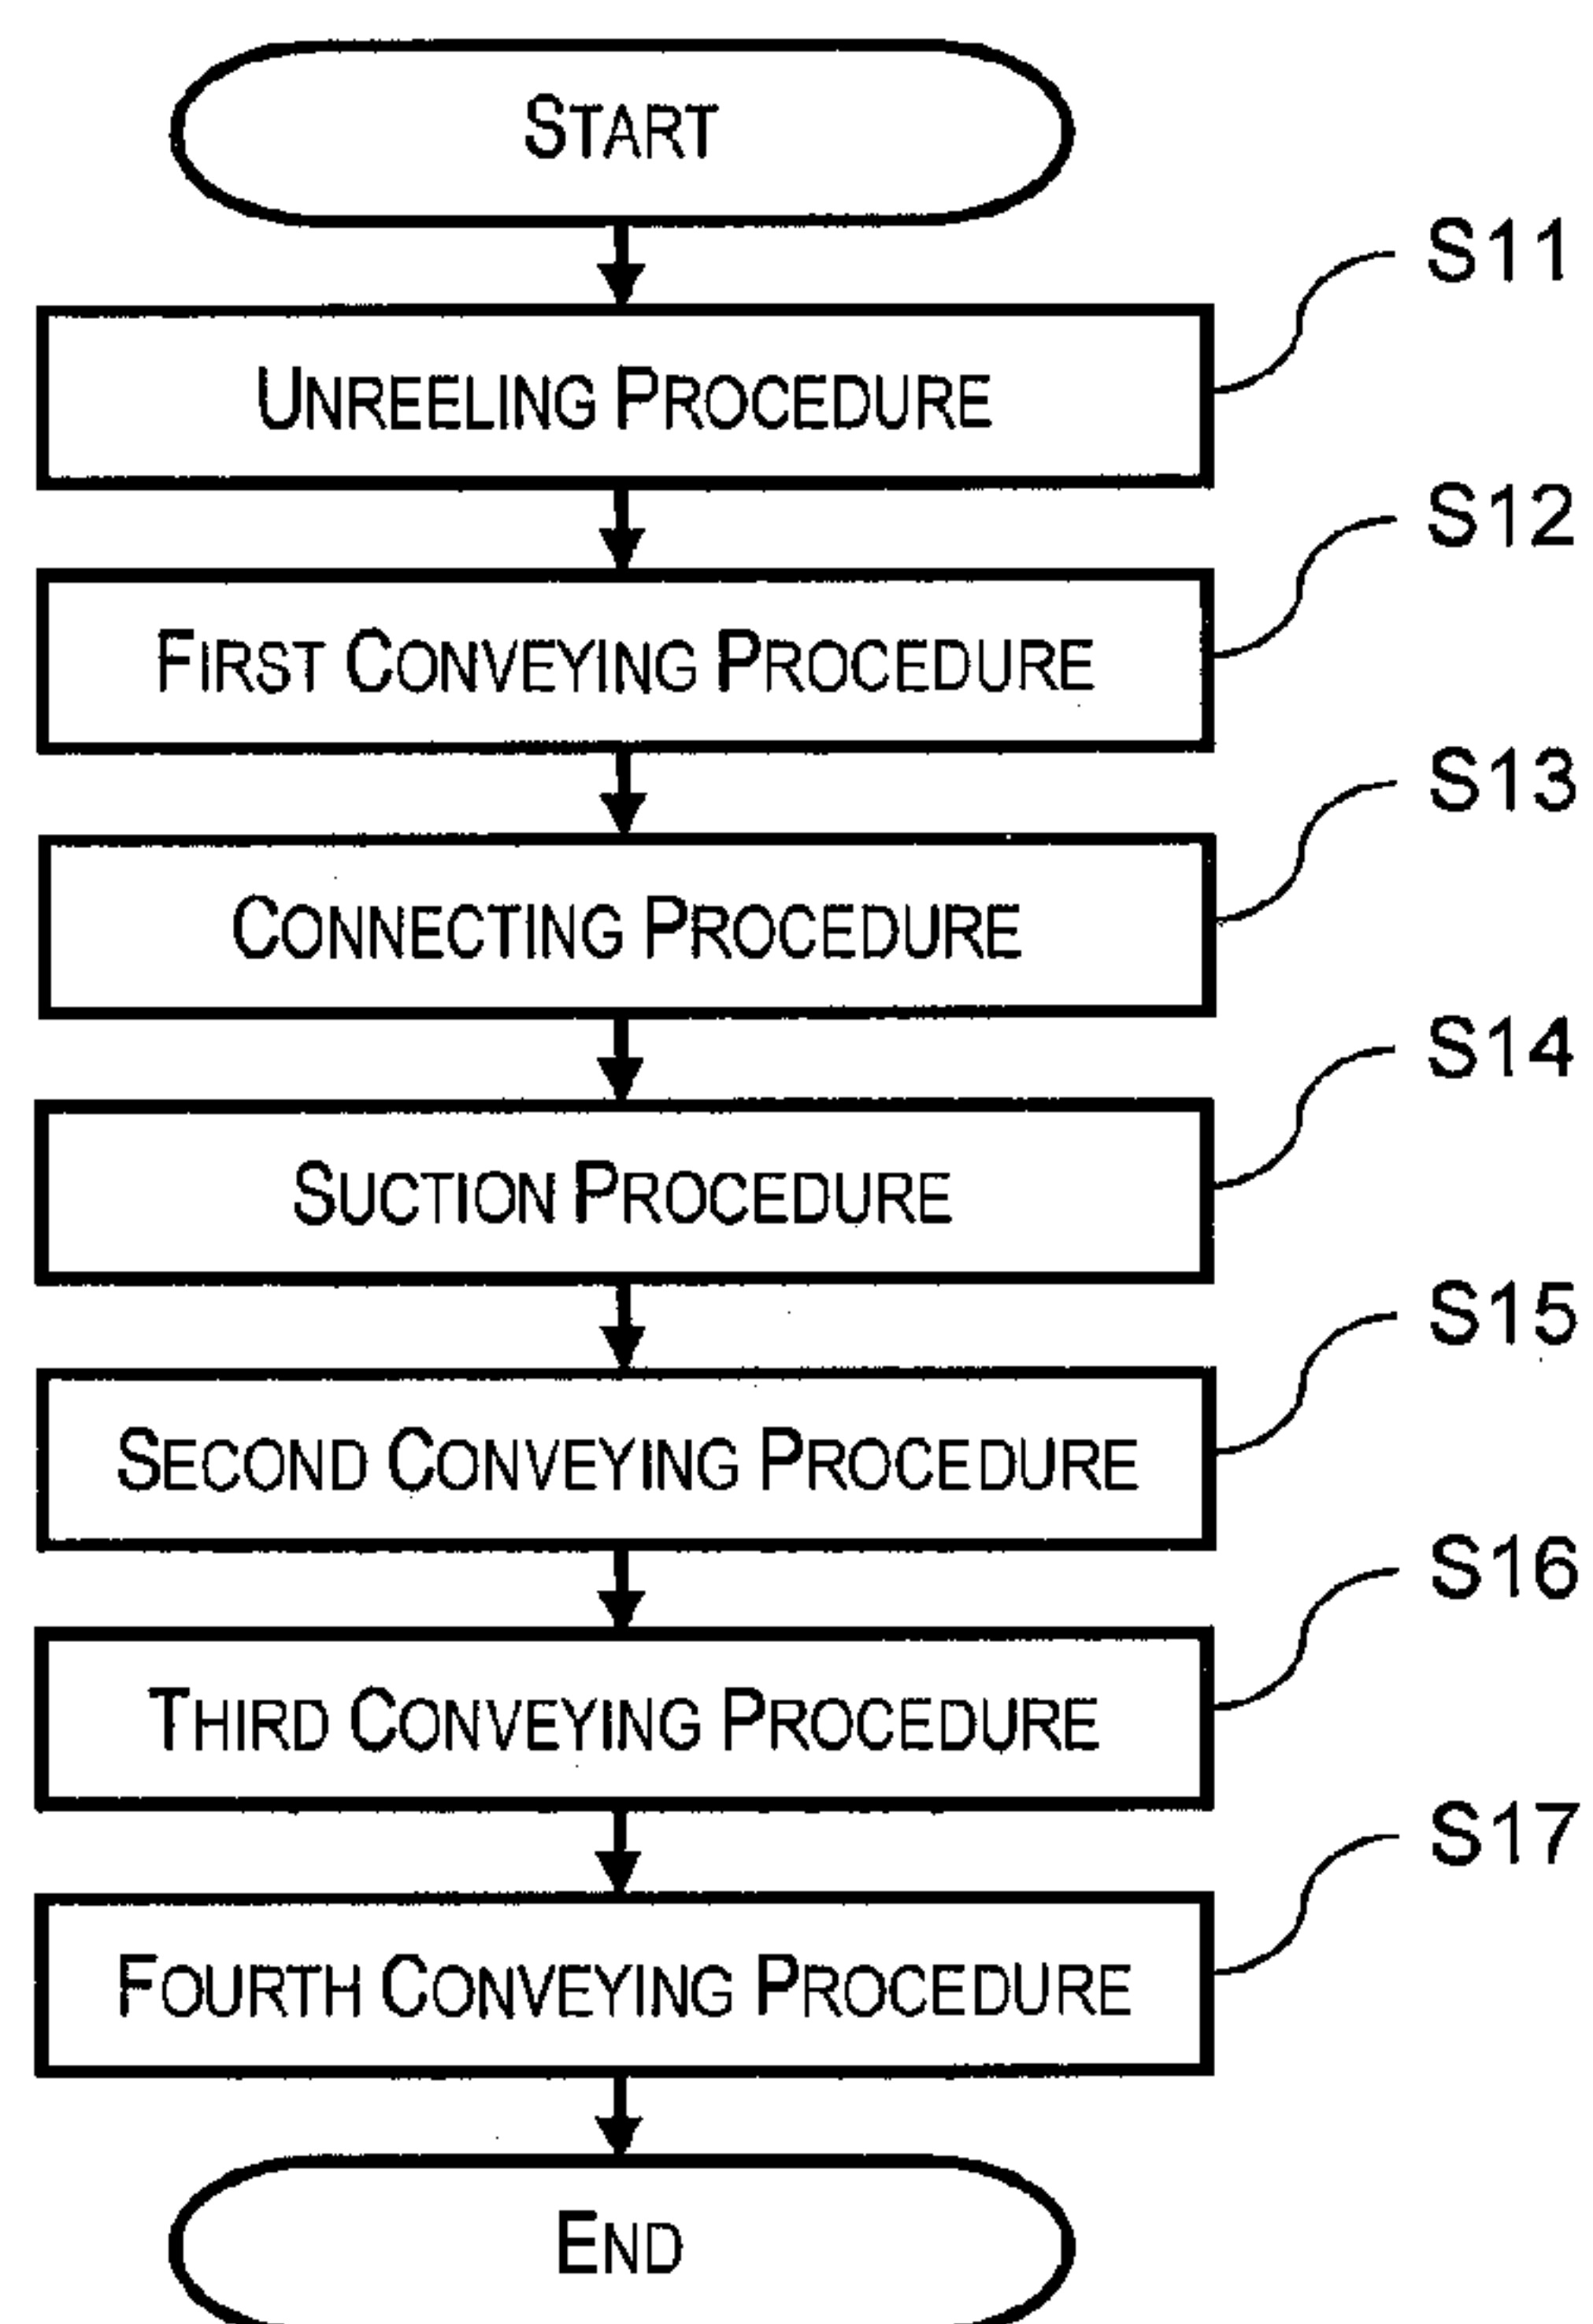 START
S11
UNREELING PROCEDURE
S12
FIRST CONVEYING PROCEDURE
S13
CONNECTING PROCEDURE
S14
SUCTION PROCEDURE
S15
SECOND CONVEYING PROCEDURE
S16
THIRD CONVEYING PROCEDURE
S17
FOURTH CONVEYING PROCEDURE
END